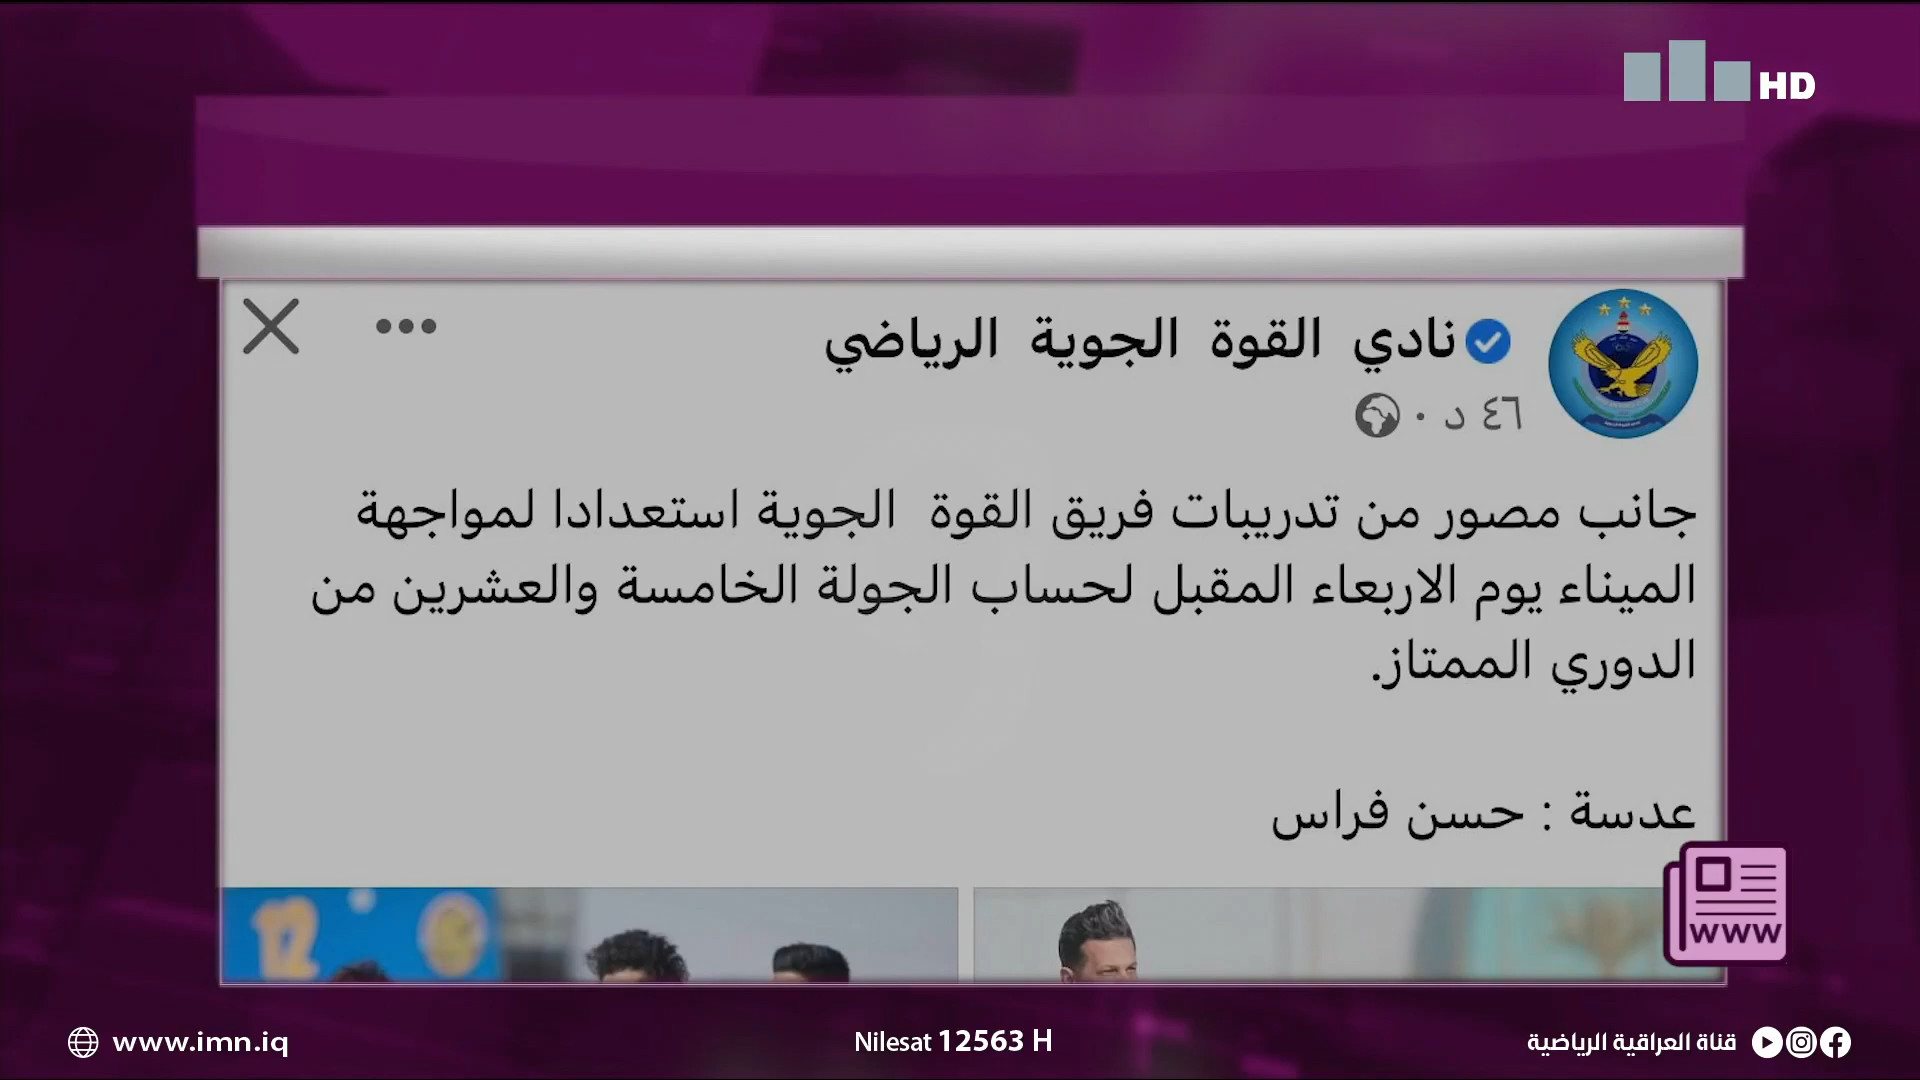 HD
نادي القوة الجوية الرياضي
٤٦ د ·
جانب مصور من تدريبات فريق القوة الجوية استعدادا لمواجهة
الميناء يوم الاربعاء المقبل لحساب الجولة الخامسة والعشرين من
الدوري الممتاز.
عدسة : حسن فراس
12
www
www.imn.iq
Nilesat 12563 H
قناة العراقية الرياضية